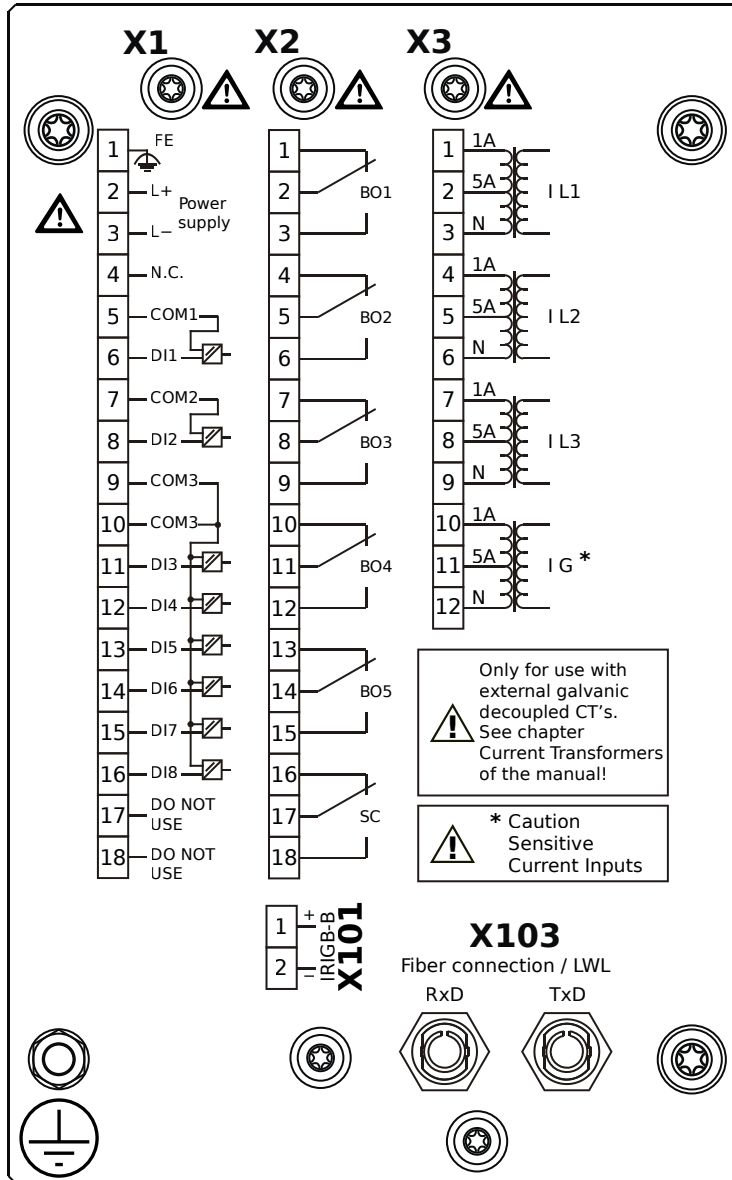 X1
X2
X3
1
FE
2
L+
Power
supply
3
L−
4
N.C.
5
COM1
6
DI1
7
COM2
8
DI2
9
COM3
10
COM3
11
DI3
12
DI4
13
DI5
14
DI6
15
DI7
16
DI8
17
DO NOT
USE
18
DO NOT
USE
1
2
BO1
3
4
5
BO2
6
7
8
BO3
9
10
11
BO4
12
13
14
BO5
15
16
17
SC
18
1
1A
2
5A
I L1
3
N
4
1A
5
5A
I L2
6
N
7
1A
8
5A
I L3
9
N
10
1A
11
5A
I G *
12
N
Only for use with
external galvanic
decoupled CT's.
See chapter
Current Transformers
of the manual!
* Caution
Sensitive
Current Inputs
1 +
2 −
IRIGB-B
X101
X103
Fiber connection / LWL
RxD
TxD